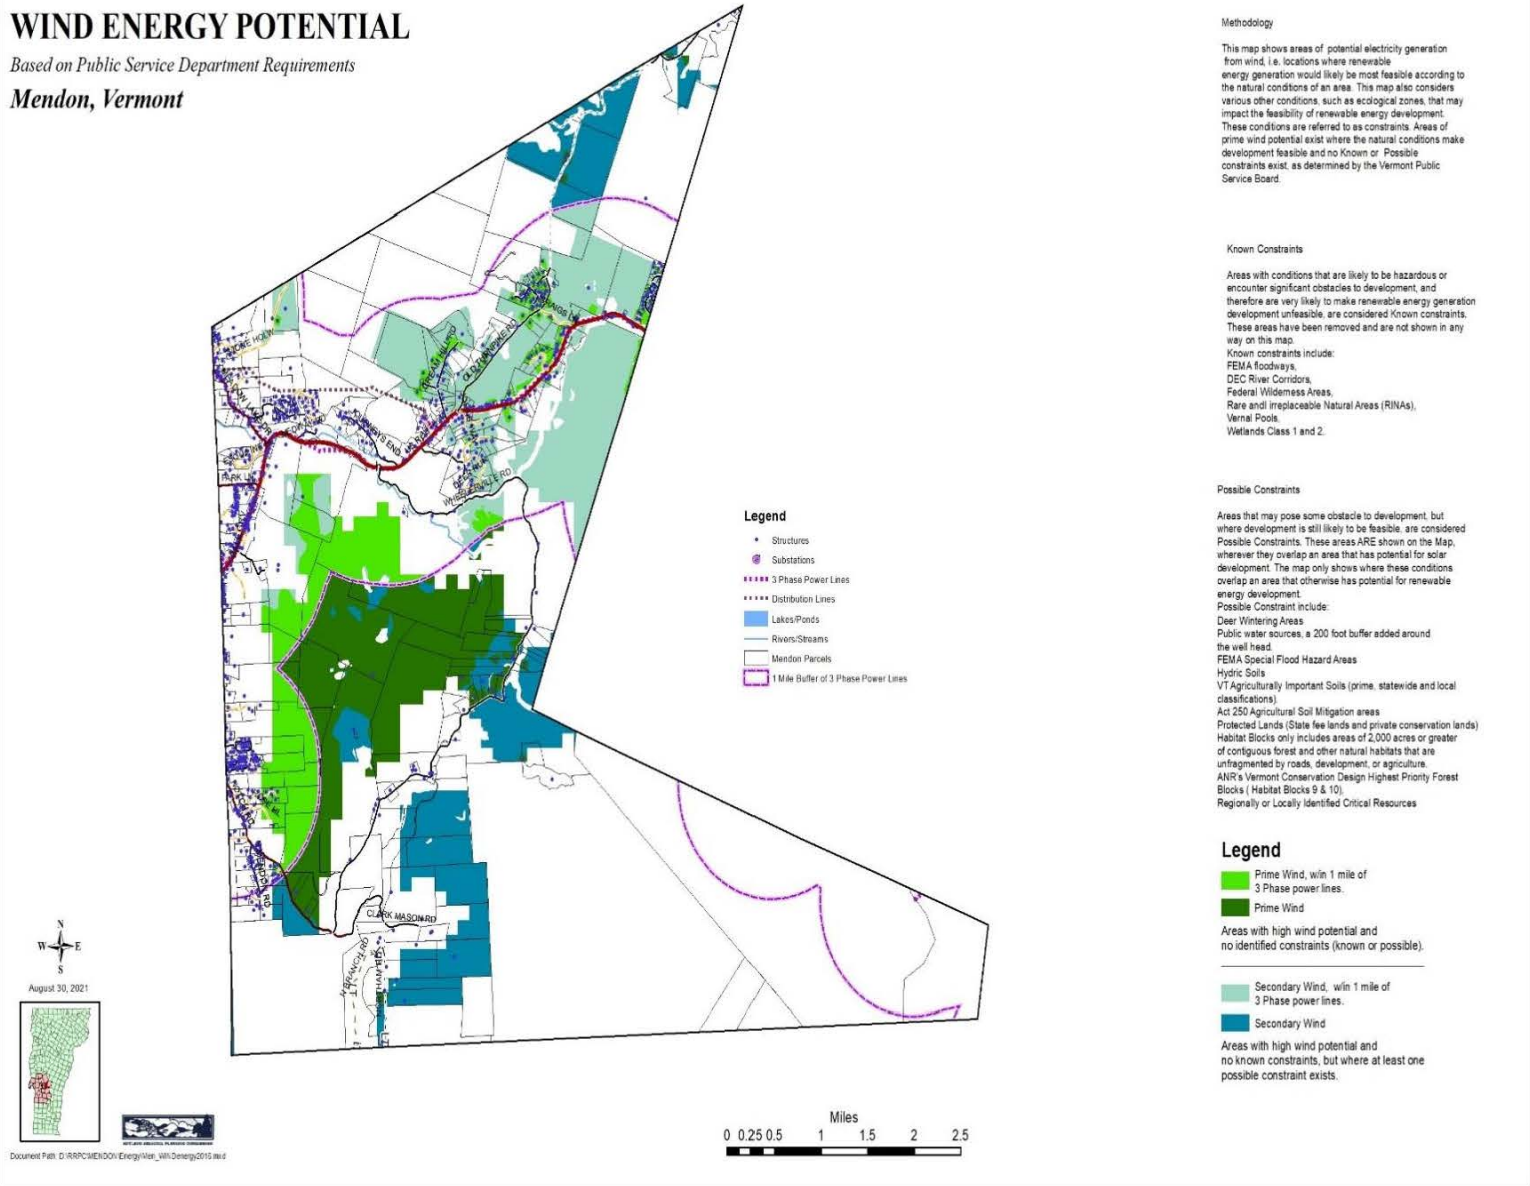 WIND ENERGY POTENTIAL
Based on Public Service Department Requirements
Mendon, Vermont
Methodology
This map shows areas of potential electricity generation
from wind, i.e. locations where renewable
energy generation would likely be most feasible according to
the natural conditions of an area. This map also considers
various other conditions, such as ecological zones, that may
impact the feasibility of renewable energy development.
These conditions are referred to as constraints. Areas of
prime wind potential exist where the natural conditions make
development feasible and no Known or Possible
constraints exist, as determined by the Vermont Public
Service Board.
Known Constraints
Areas with conditions that are likely to be hazardous or
encounter significant obstacles to development, and
therefore are very likely to make renewable energy generation
development unfeasible, are considered Known constraints.
These areas have been removed and are not shown in any
way on this map.
Known constraints include:
FEMA floodways,
DEC River Corridors,
Federal Wilderness Areas,
Rare andl irreplaceable Natural Areas (RINAs),
Vernal Pools,
Wetlands Class 1 and 2.
Possible Constraints
Areas that may pose some obstacle to development, but
where development is still likely to be feasible, are considered
Possible Constraints. These areas ARE shown on the Map,
wherever they overlap an area that has potential for solar
development. The map only shows where these conditions
overlap an area that otherwise has potential for renewable
energy development.
Possible Constraint include:
Deer Wintering Areas
Public water sources, a 200 foot buffer added around
the well head.
FEMA Special Flood Hazard Areas
Hydric Soils
VT Agriculturally Important Soils (prime, statewide and local
classifications).
Act 250 Agricultural Soil Mitigation areas
Protected Lands (State fee lands and private conservation lands)
Habitat Blocks only includes areas of 2,000 acres or greater
of contiguous forest and other natural habitats that are
unfragmented by roads, development, or agriculture.
ANR's Vermont Conservation Design Highest Priority Forest
Blocks ( Habitat Blocks 9 & 10),
Regionally or Locally Identified Critical Resources
Legend
Prime Wind, w/in 1 mile of
3 Phase power lines.
Prime Wind
Areas with high wind potential and
no identified constraints (known or possible).
Secondary Wind, w/in 1 mile of
3 Phase power lines.
Secondary Wind
Areas with high wind potential and
no known constraints, but where at least one
possible constraint exists.
Legend
Structures
Substations
3 Phase Power Lines
Distribution Lines
Lakes/Ponds
Rivers/Streams
Mendon Parcels
1 Mile Buffer of 3 Phase Power Lines
OLD TURNPIKE RD
PARK LN
WHEELERVILLE RD
CLARK MASON RD
N
W E
S
August 30, 2021
Miles
0 0.25 0.5 1 1.5 2 2.5